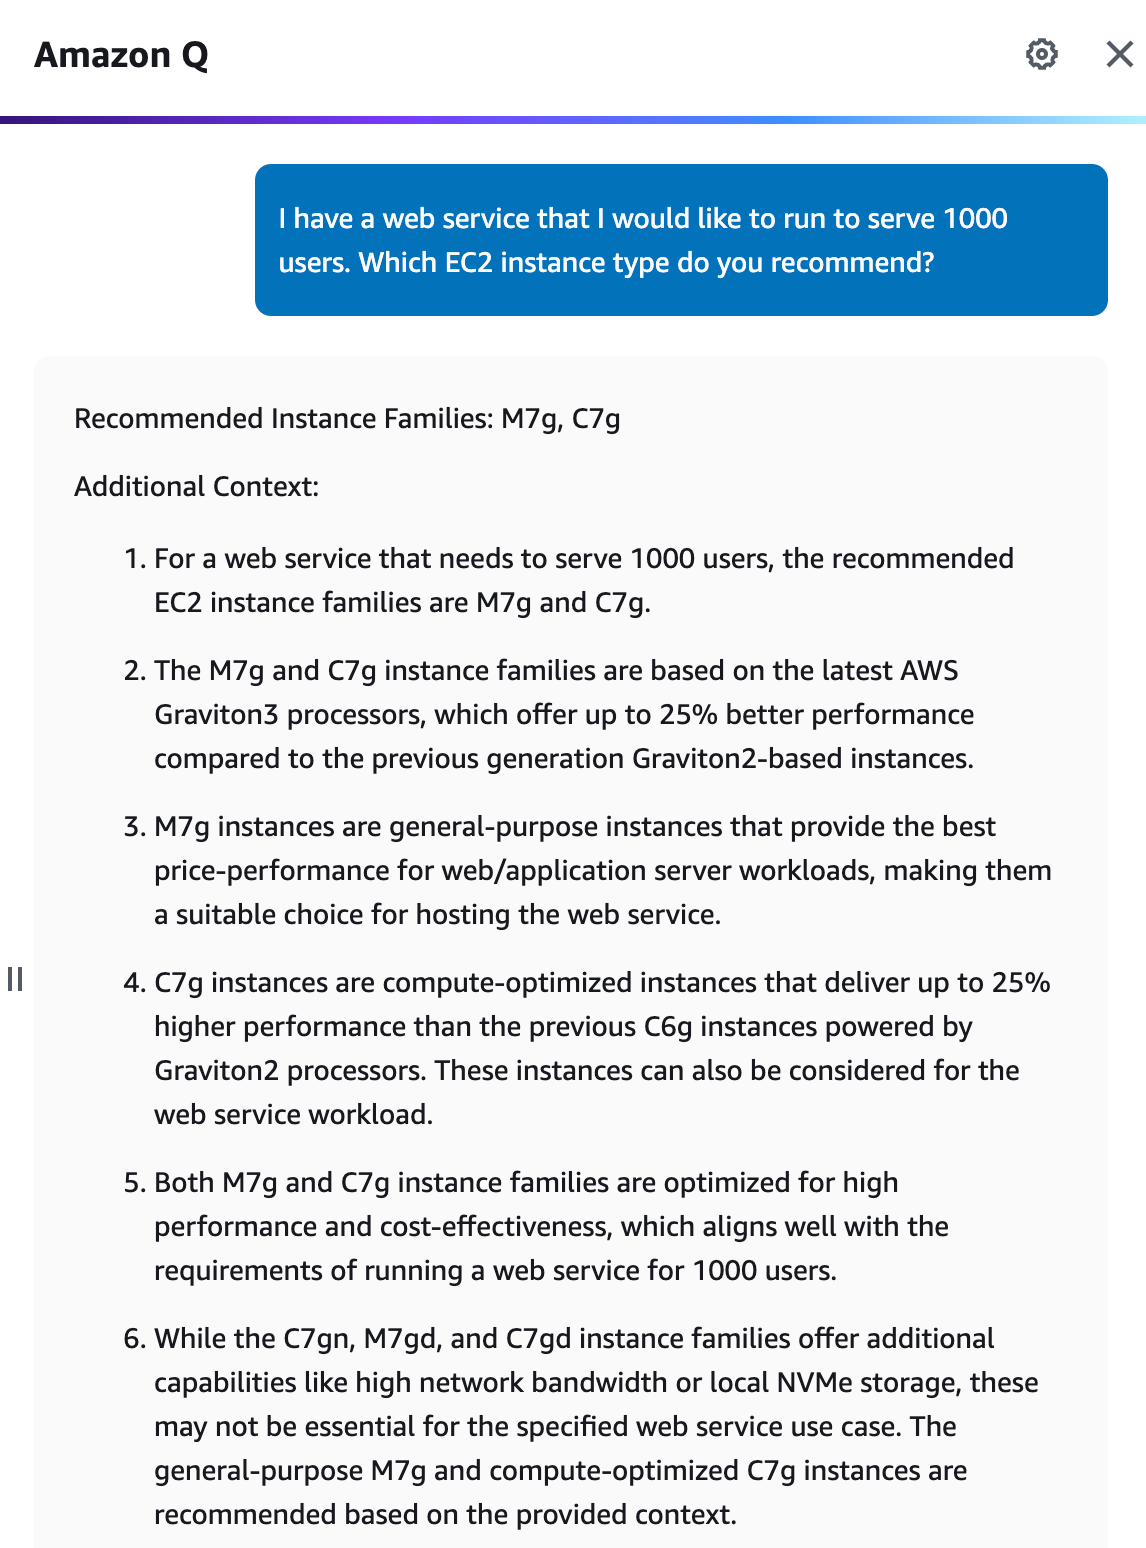 Amazon Q
I have a web service that I would like to run to serve 1000
users. Which EC2 instance type do you recommend?
Recommended Instance Families: M7g, C7g
Additional Context:
1. For a web service that needs to serve 1000 users, the recommended
EC2 instance families are M7g and C7g.
2. The M7g and C7g instance families are based on the latest AWS
Graviton3 processors, which offer up to 25% better performance
compared to the previous generation Graviton2-based instances.
3. M7g instances are general-purpose instances that provide the best
price-performance for web/application server workloads, making them
a suitable choice for hosting the web service.
4. C7g instances are compute-optimized instances that deliver up to 25%
higher performance than the previous C6g instances powered by
Graviton2 processors. These instances can also be considered for the
web service workload.
5. Both M7g and C7g instance families are optimized for high
performance and cost-effectiveness, which aligns well with the
requirements of running a web service for 1000 users.
6. While the C7gn, M7gd, and C7gd instance families offer additional
capabilities like high network bandwidth or local NVMe storage, these
may not be essential for the specified web service use case. The
general-purpose M7g and compute-optimized C7g instances are
recommended based on the provided context.